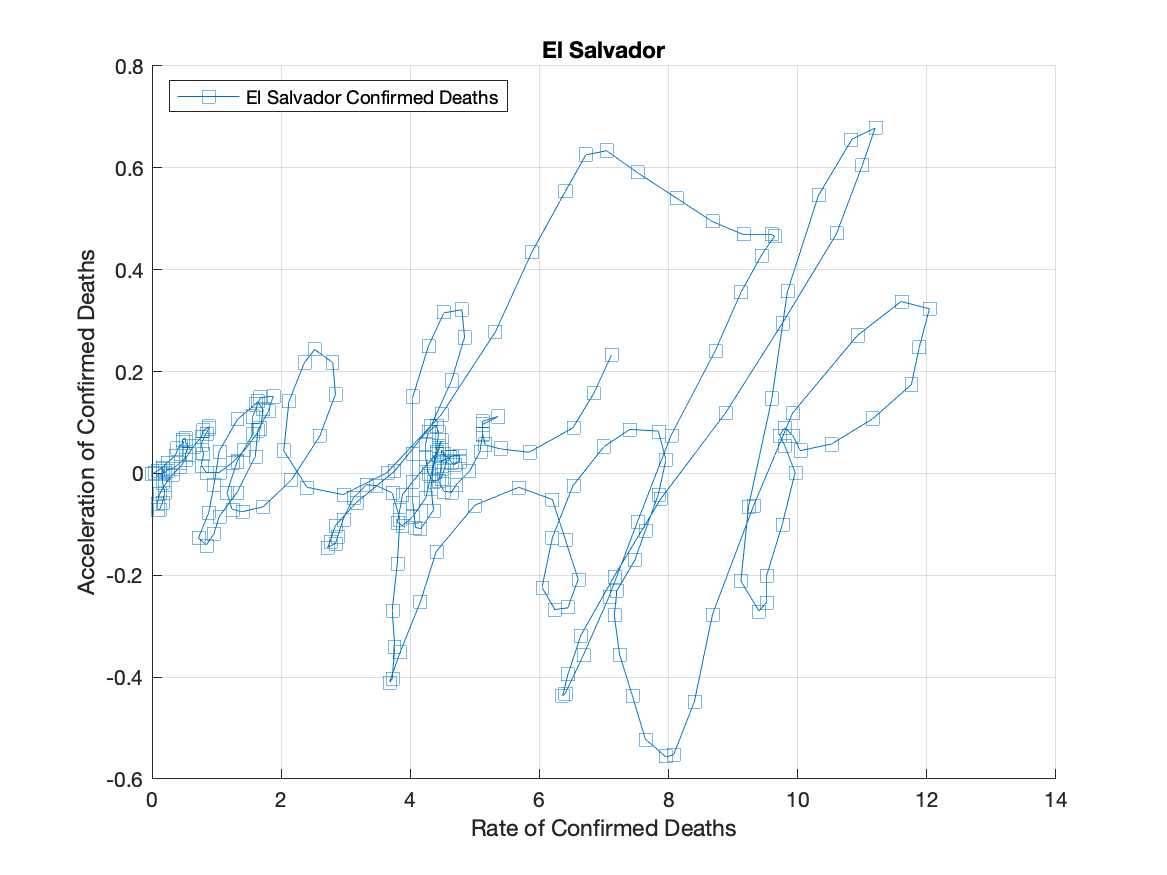 El Salvador
El Salvador Confirmed Deaths
0.8
0.6
0.4
0.2
0
-0.2
-0.4
-0.6
Acceleration of Confirmed Deaths
0 2 4 6 8 10 12 14
Rate of Confirmed Deaths